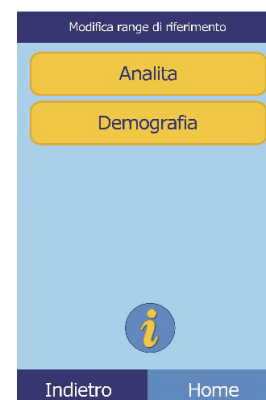 Modifica range di riferimento
Analita
Demografia
i
Indietro
Home